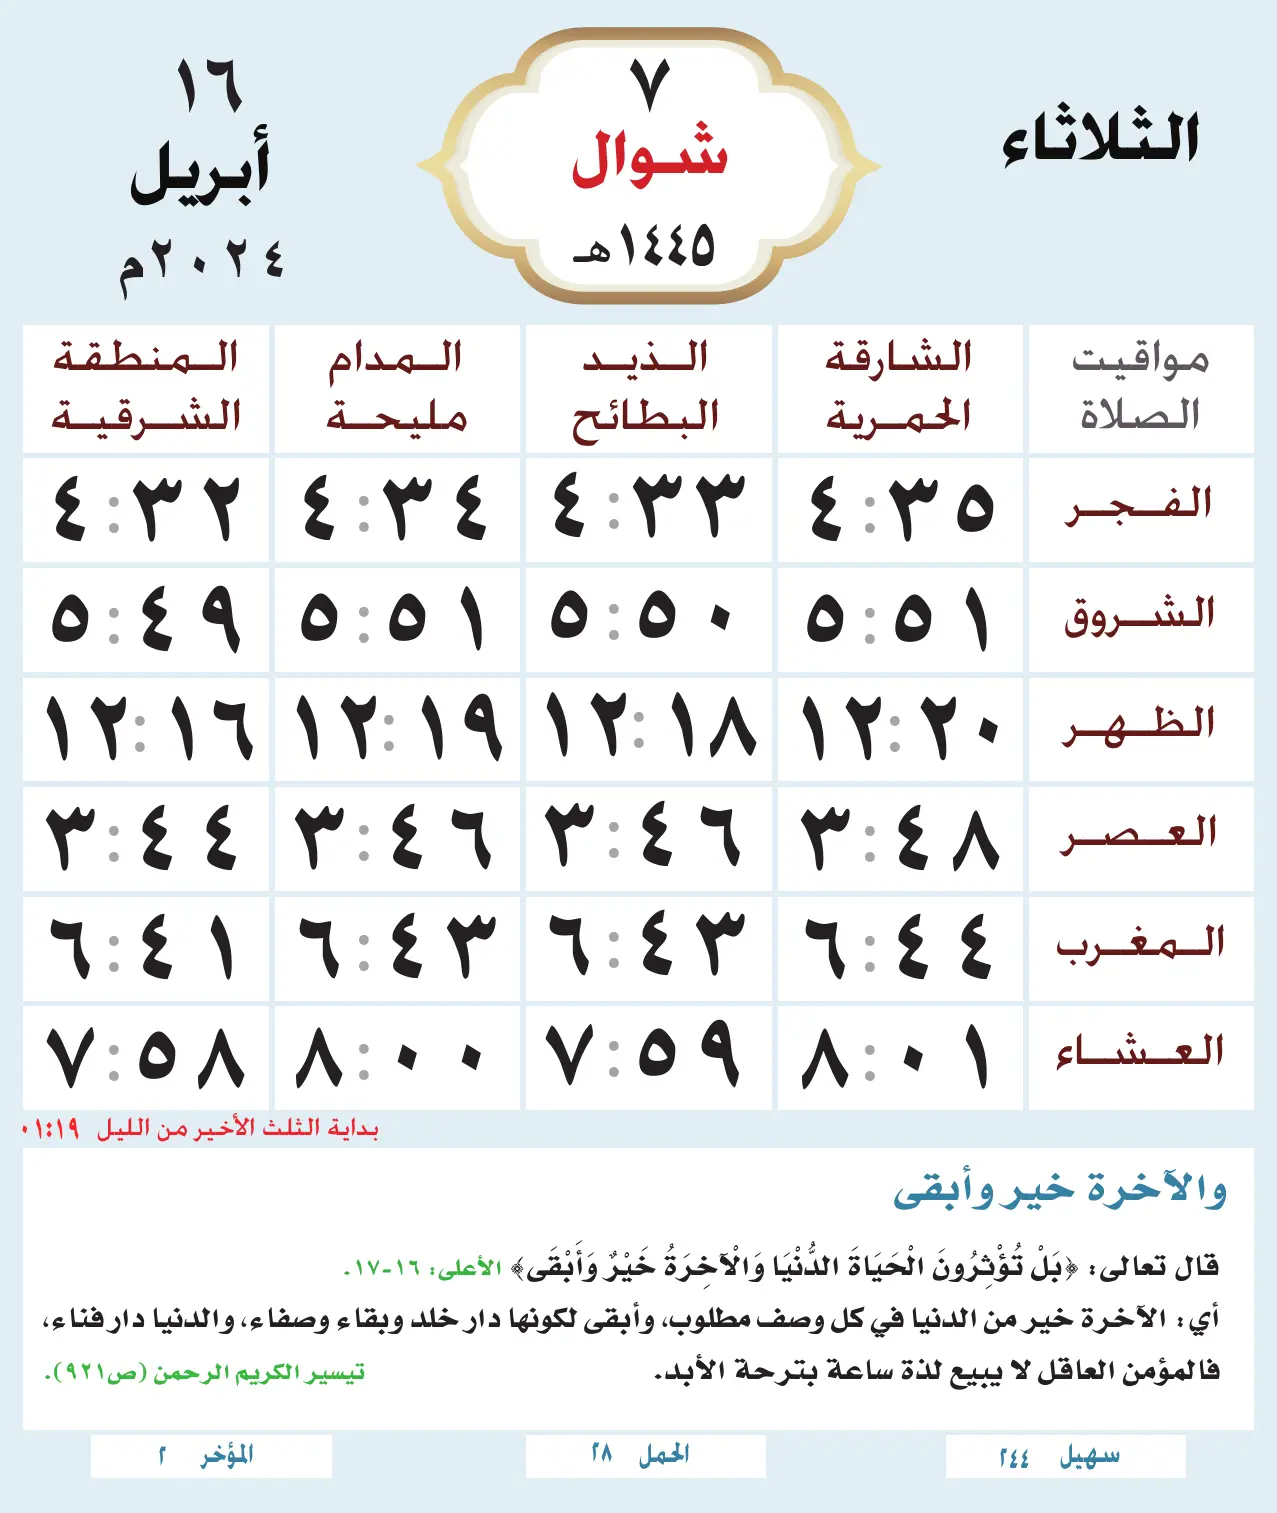 الثلاثاء
٧
شوال
١٤٤٥هـ
١٦
أبريل
٢٠٢٤م
مواقيت الصلاة
الشارقة الحمرية
الذيد البطائح
المدام مليحة
المنطقة الشرقية
الفجر ٤:٣٥ ٤:٣٣ ٤:٣٤ ٤:٣٢
الشروق ٥:٥١ ٥:٥٠ ٥:٥١ ٥:٤٩
الظهر ١٢:٢٠ ١٢:١٨ ١٢:١٩ ١٢:١٦
العصر ٣:٤٨ ٣:٤٦ ٣:٤٦ ٣:٤٤
المغرب ٦:٤٤ ٦:٤٣ ٦:٤٣ ٦:٤١
العشاء ٨:٠١ ٧:٥٩ ٨:٠٠ ٧:٥٨
بداية الثلث الأخير من الليل ٠١:١٩
والآخرة خير وأبقى
قال تعالى: ﴿بَلْ تُؤْثِرُونَ الْحَيَاةَ الدُّنْيَا وَالْآخِرَةُ خَيْرٌ وَأَبْقَى﴾ الأعلى: ١٦-١٧.
أي: الآخرة خير من الدنيا في كل وصف مطلوب، وأبقى لكونها دار خلد وبقاء وصفاء، والدنيا دار فناء،
فالمؤمن العاقل لا يبيع لذة ساعة بترحة الأبد. تيسير الكريم الرحمن (ص٩٢١).
سهيل ٢٤٤
الحمل ٢٨
المؤخر ٢